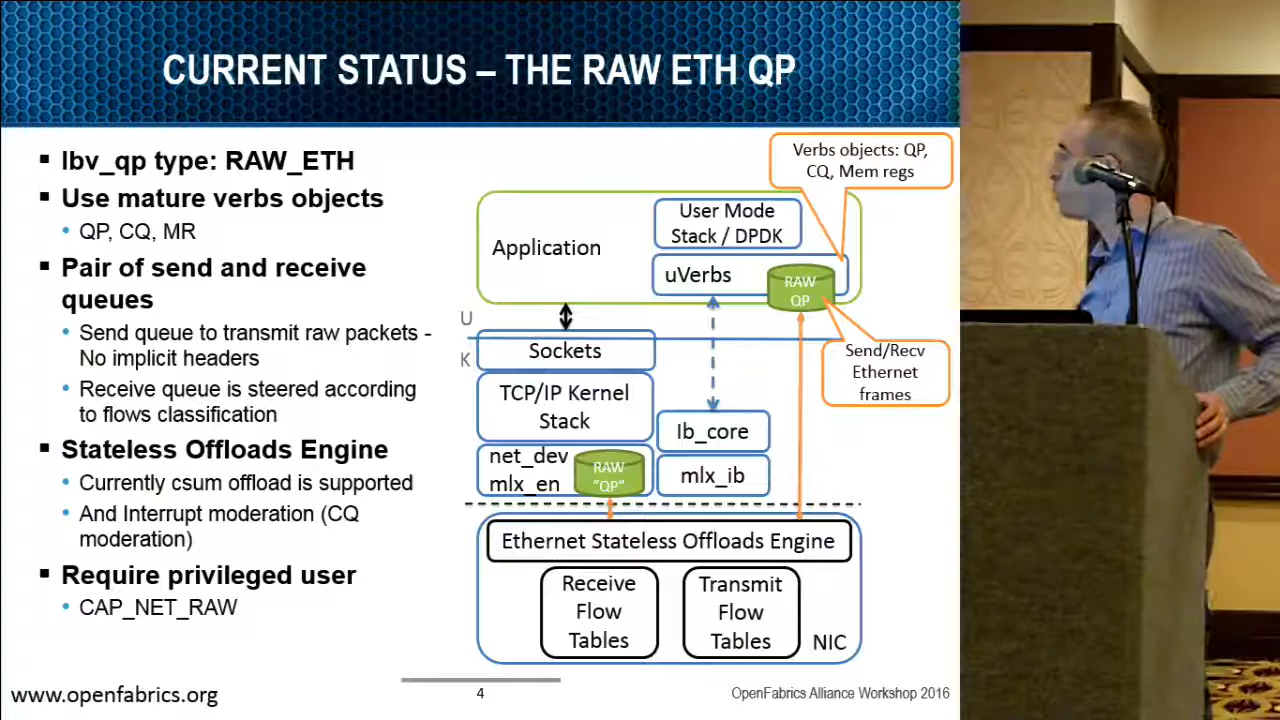 CURRENT STATUS – THE RAW ETH QP
Ibv_qp type: RAW_ETH
Use mature verbs objects
QP, CQ, MR
Pair of send and receive
queues
Send queue to transmit raw packets -
No implicit headers
Receive queue is steered according
to flows classification
Stateless Offloads Engine
Currently csum offload is supported
And Interrupt moderation (CQ
moderation)
Require privileged user
CAP_NET_RAW
Verbs objects: QP,
CQ, Mem regs
Application
User Mode
Stack / DPDK
uVerbs
RAW
QP
U
K
Send/Recv
Ethernet
frames
Sockets
TCP/IP Kernel
Stack
net_dev
mlx_en
RAW
"QP"
Ib_core
mlx_ib
Ethernet Stateless Offloads Engine
Receive
Flow
Tables
Transmit
Flow
Tables
NIC
www.openfabrics.org
4
OpenFabrics Alliance Workshop 2016